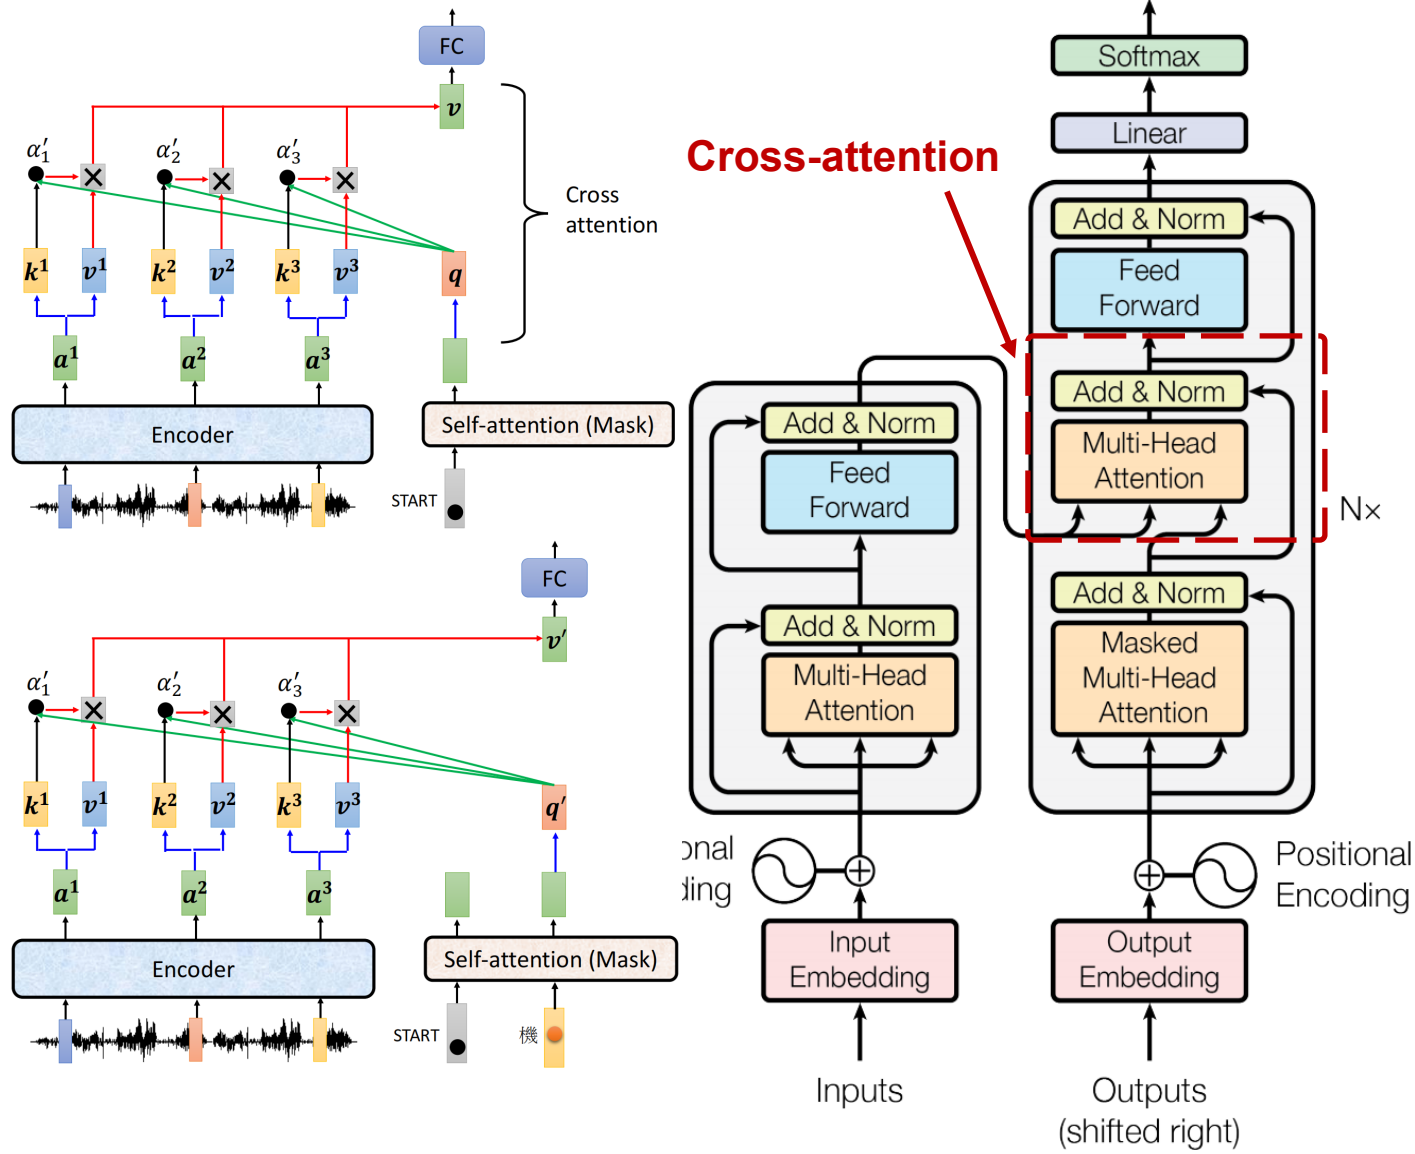 FC
v
α′₁
α′₂
α′₃
Cross
attention
k¹
v¹
k²
v²
k³
v³
q
a¹
a²
a³
Encoder
Self-attention (Mask)
START
FC
v′
α′₁
α′₂
α′₃
k¹
v¹
k²
v²
k³
v³
q′
a¹
a²
a³
Encoder
Self-attention (Mask)
START
機
Cross-attention
Softmax
Linear
Add & Norm
Feed
Forward
Add & Norm
Multi-Head
Attention
N×
Add & Norm
Masked
Multi-Head
Attention
Add & Norm
Feed
Forward
Add & Norm
Multi-Head
Attention
onal
ding
Positional
Encoding
Input
Embedding
Output
Embedding
Inputs
Outputs
(shifted right)